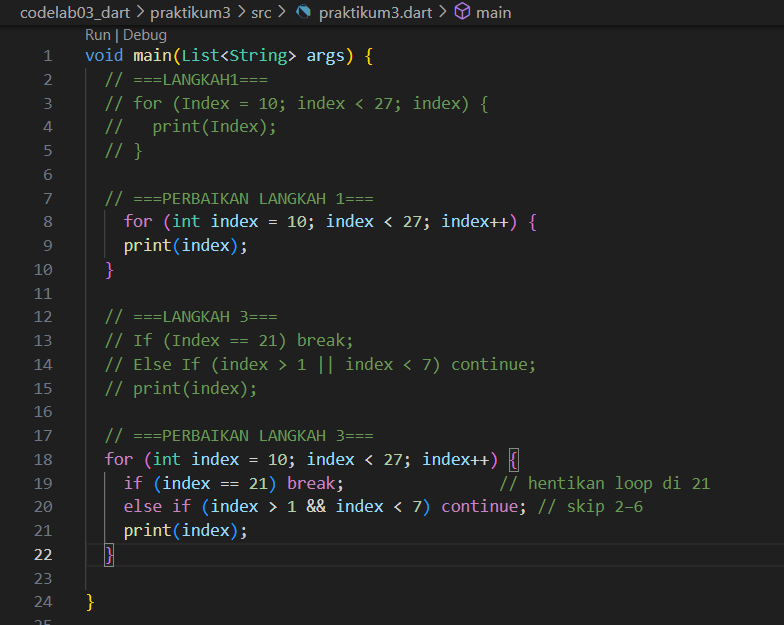 codelab03_dart > praktikum3 > src > praktikum3.dart > main
Run | Debug
1 void main(List<String> args) {
2 // ===LANGKAH1===
3 // for (Index = 10; index < 27; index) {
4 //   print(Index);
5 // }
6
7 // ===PERBAIKAN LANGKAH 1===
8 for (int index = 10; index < 27; index++) {
9 print(index);
10 }
11
12 // ===LANGKAH 3===
13 // If (Index == 21) break;
14 // Else If (index > 1 || index < 7) continue;
15 // print(index);
16
17 // ===PERBAIKAN LANGKAH 3===
18 for (int index = 10; index < 27; index++) {
19 if (index == 21) break; // hentikan loop di 21
20 else if (index > 1 && index < 7) continue; // skip 2–6
21 print(index);
22 }
23
24 }
25